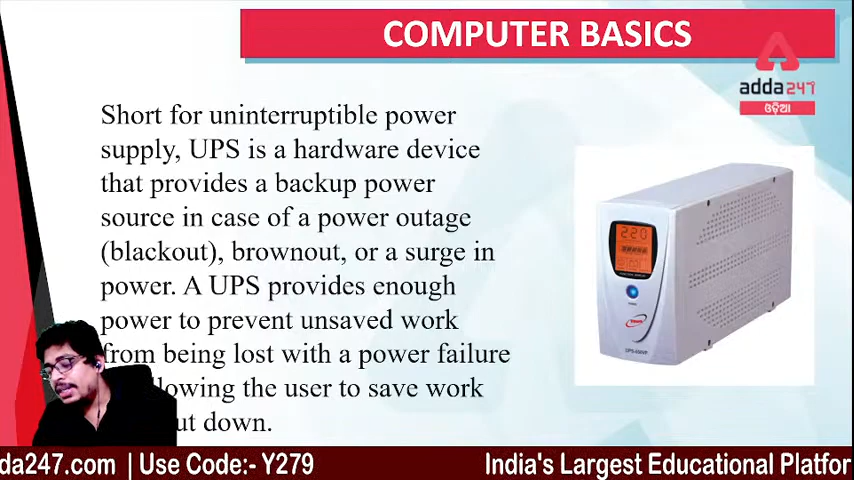 COMPUTER BASICS
adda247
ଓଡ଼ିଆ
Short for uninterruptible power
supply, UPS is a hardware device
that provides a backup power
source in case of a power outage
(blackout), brownout, or a surge in
power. A UPS provides enough
power to prevent unsaved work
from being lost with a power failure
lowing the user to save work
ut down.
220
da247.com | Use Code:- Y279
India's Largest Educational Platfor